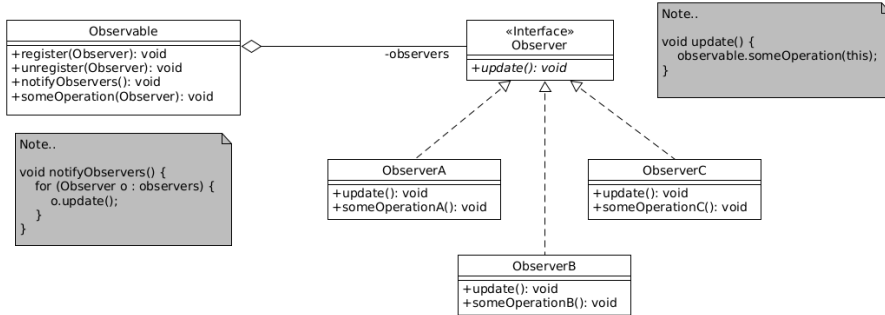 Observable
+register(Observer): void
+unregister(Observer): void
+notifyObservers(): void
+someOperation(Observer): void
-observers
«Interface»
Observer
+update(): void
Note..
void update() {
observable.someOperation(this);
}
Note..
void notifyObservers() {
for (Observer o : observers) {
o.update();
}
}
ObserverA
+update(): void
+someOperationA(): void
ObserverC
+update(): void
+someOperationC(): void
ObserverB
+update(): void
+someOperationB(): void